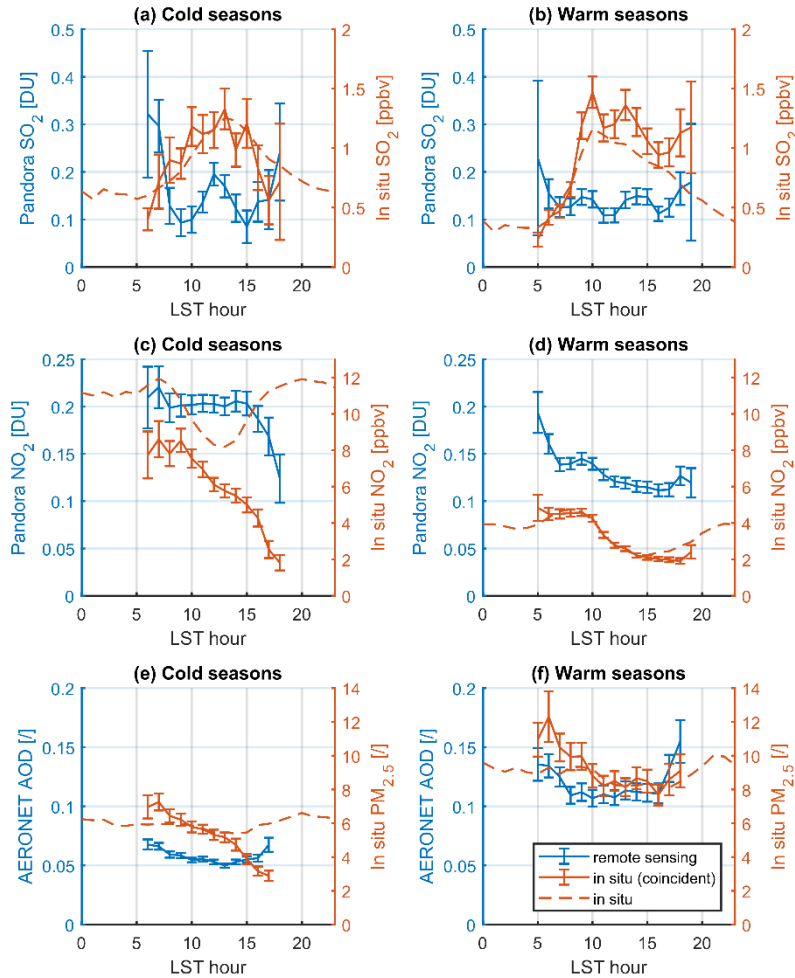 (a) Cold seasons
(b) Warm seasons
0.5
0.4
0.3
0.2
0.1
0
Pandora SO2 [DU]
2
1.5
1
0.5
0
In situ SO2 [ppbv]
0 5 10 15 20
LST hour
0.5
0.4
0.3
0.2
0.1
0
Pandora SO2 [DU]
2
1.5
1
0.5
0
In situ SO2 [ppbv]
0 5 10 15 20
LST hour
(c) Cold seasons
(d) Warm seasons
0.25
0.2
0.15
0.1
0.05
0
Pandora NO2 [DU]
12
10
8
6
4
2
0
In situ NO2 [ppbv]
0 5 10 15 20
LST hour
0.25
0.2
0.15
0.1
0.05
0
Pandora NO2 [DU]
12
10
8
6
4
2
0
In situ NO2 [ppbv]
0 5 10 15 20
LST hour
(e) Cold seasons
(f) Warm seasons
0.2
0.15
0.1
0.05
0
AERONET AOD [/]
14
12
10
8
6
4
2
0
In situ PM2.5 [/]
0 5 10 15 20
LST hour
0.2
0.15
0.1
0.05
0
AERONET AOD [/]
14
12
10
8
6
4
2
0
In situ PM2.5 [/]
remote sensing
in situ (coincident)
in situ
0 5 10 15 20
LST hour